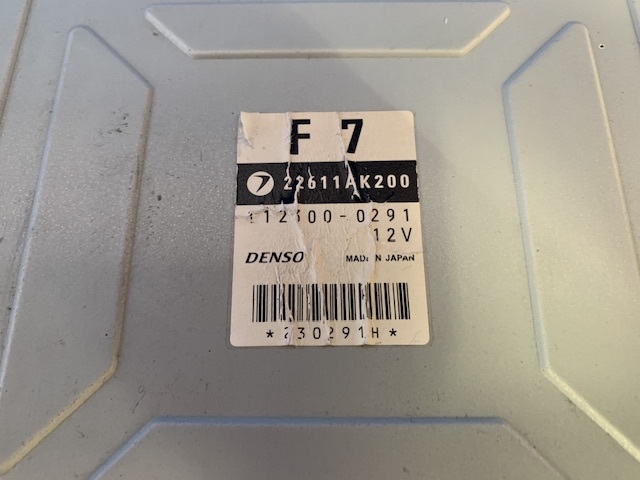 F 7
22611AK200
112300-0291
12V
DENSO MADE IN JAPAN
*230291H*